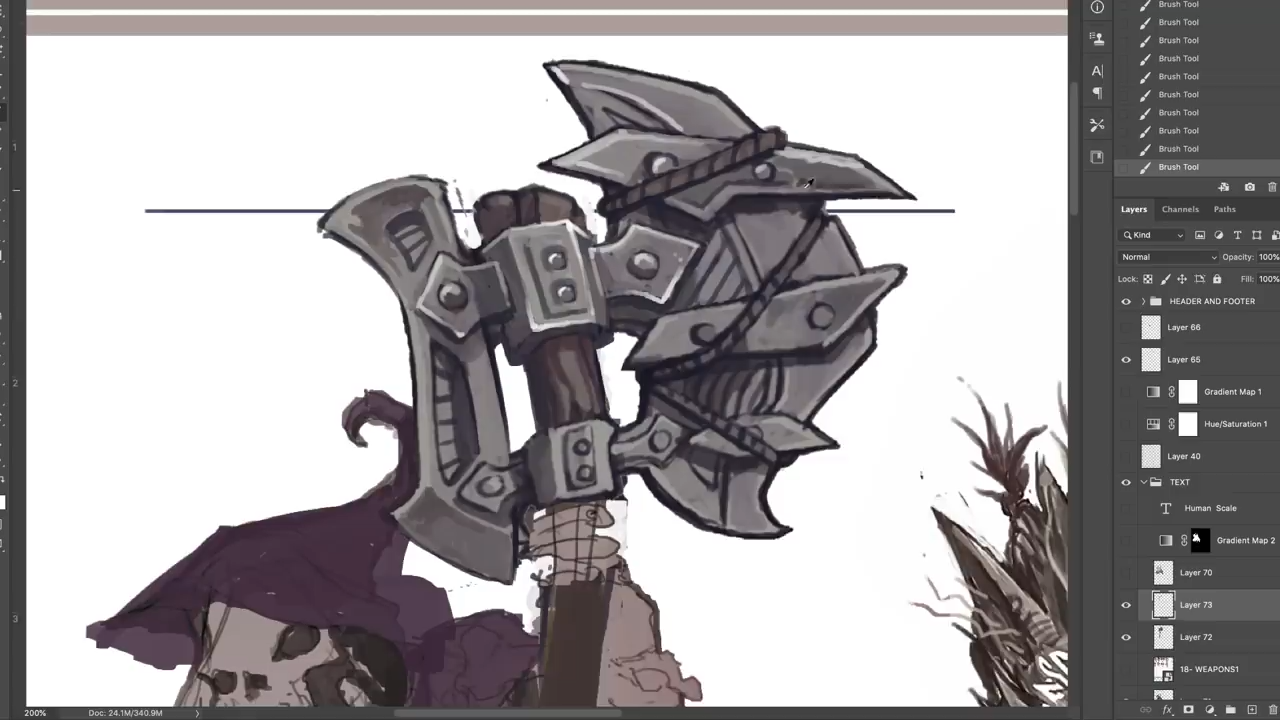 Brush Tool
Brush Tool
Brush Tool
Brush Tool
Brush Tool
Brush Tool
Brush Tool
Brush Tool
Brush Tool
Brush Tool
Layers Channels Paths
Kind
Normal Opacity: 100%
Lock: Fill: 100%
HEADER AND FOOTER
Layer 66
Layer 65
Gradient Map 1
Hue/Saturation 1
Layer 40
TEXT
Human Scale
Gradient Map 2
Layer 70
Layer 73
Layer 72
18- WEAPONS1
1
2
3
200% Doc: 24.1M/340.9M